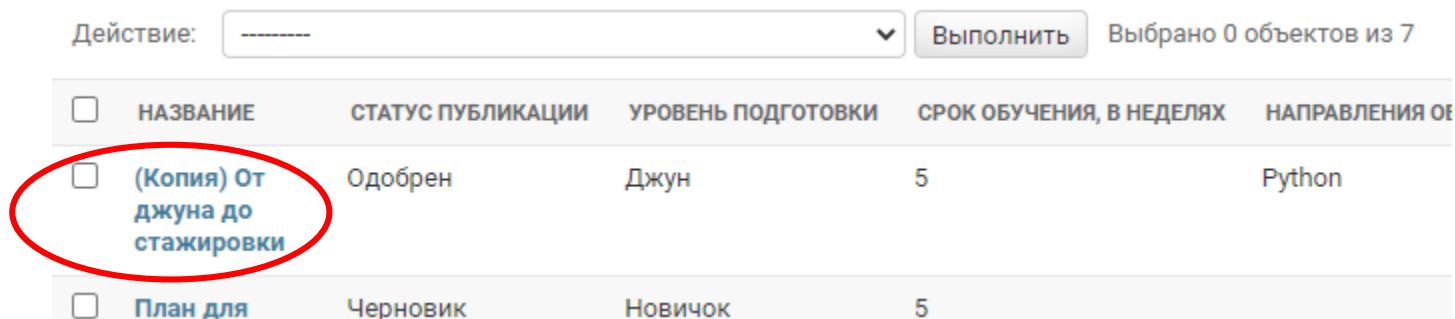 Действие: --------- Выполнить Выбрано 0 объектов из 7
НАЗВАНИЕ СТАТУС ПУБЛИКАЦИИ УРОВЕНЬ ПОДГОТОВКИ СРОК ОБУЧЕНИЯ, В НЕДЕЛЯХ НАПРАВЛЕНИЯ
(Копия) От Одобрен Джун 5 Python
джуна до
стажировки
План для Черновик Новичок 5